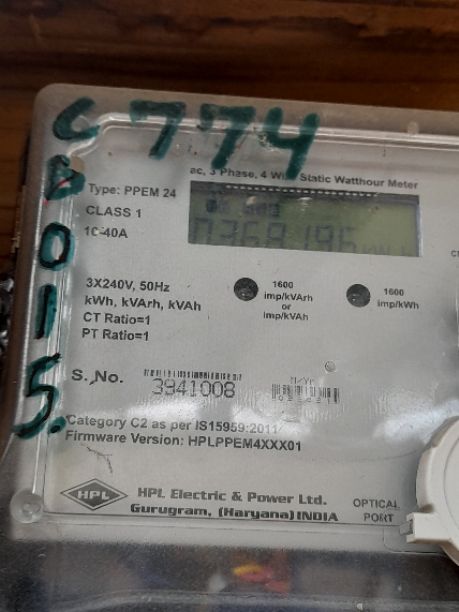 774
C
B
0
1
5.
ac, 3 Phase, 4 Wire Static Watthour Meter
Type: PPEM 24
CLASS 1
10-40A
3X240V, 50Hz
kWh, kVArh, kVAh
CT Ratio=1
PT Ratio=1
1600
imp/kVArh
or
imp/kVAh
1600
imp/kWh
S. No. 3941008
M/Yr
Category C2 as per IS15959:2011
Firmware Version: HPLPPEM4XXX01
HPL
HPL Electric & Power Ltd.
Gurugram, (Haryana) INDIA
OPTICAL
PORT